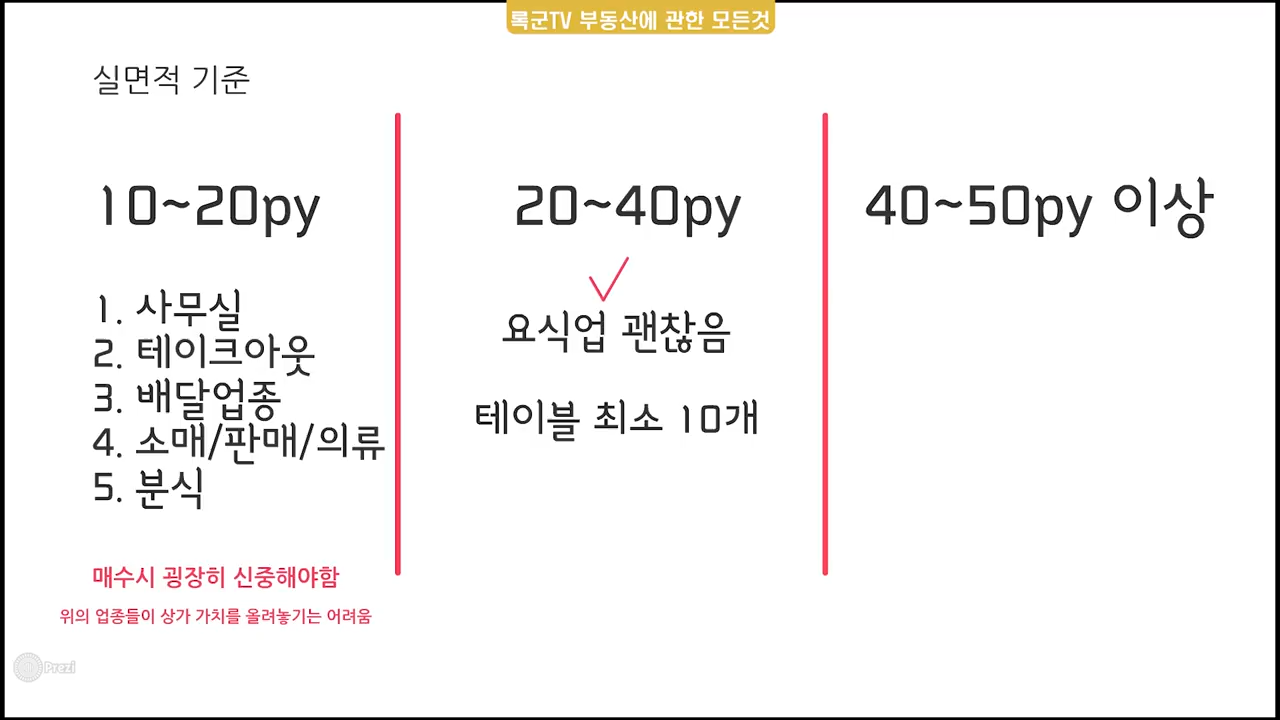 록군TV 부동산에 관한 모든것
실면적 기준
10~20py
1. 사무실
2. 테이크아웃
3. 배달업종
4. 소매/판매/의류
5. 분식
매수시 굉장히 신중해야함
위의 업종들이 상가 가치를 올려놓기는 어려움
20~40py
요식업 괜찮음
테이블 최소 10개
40~50py 이상
Prezi